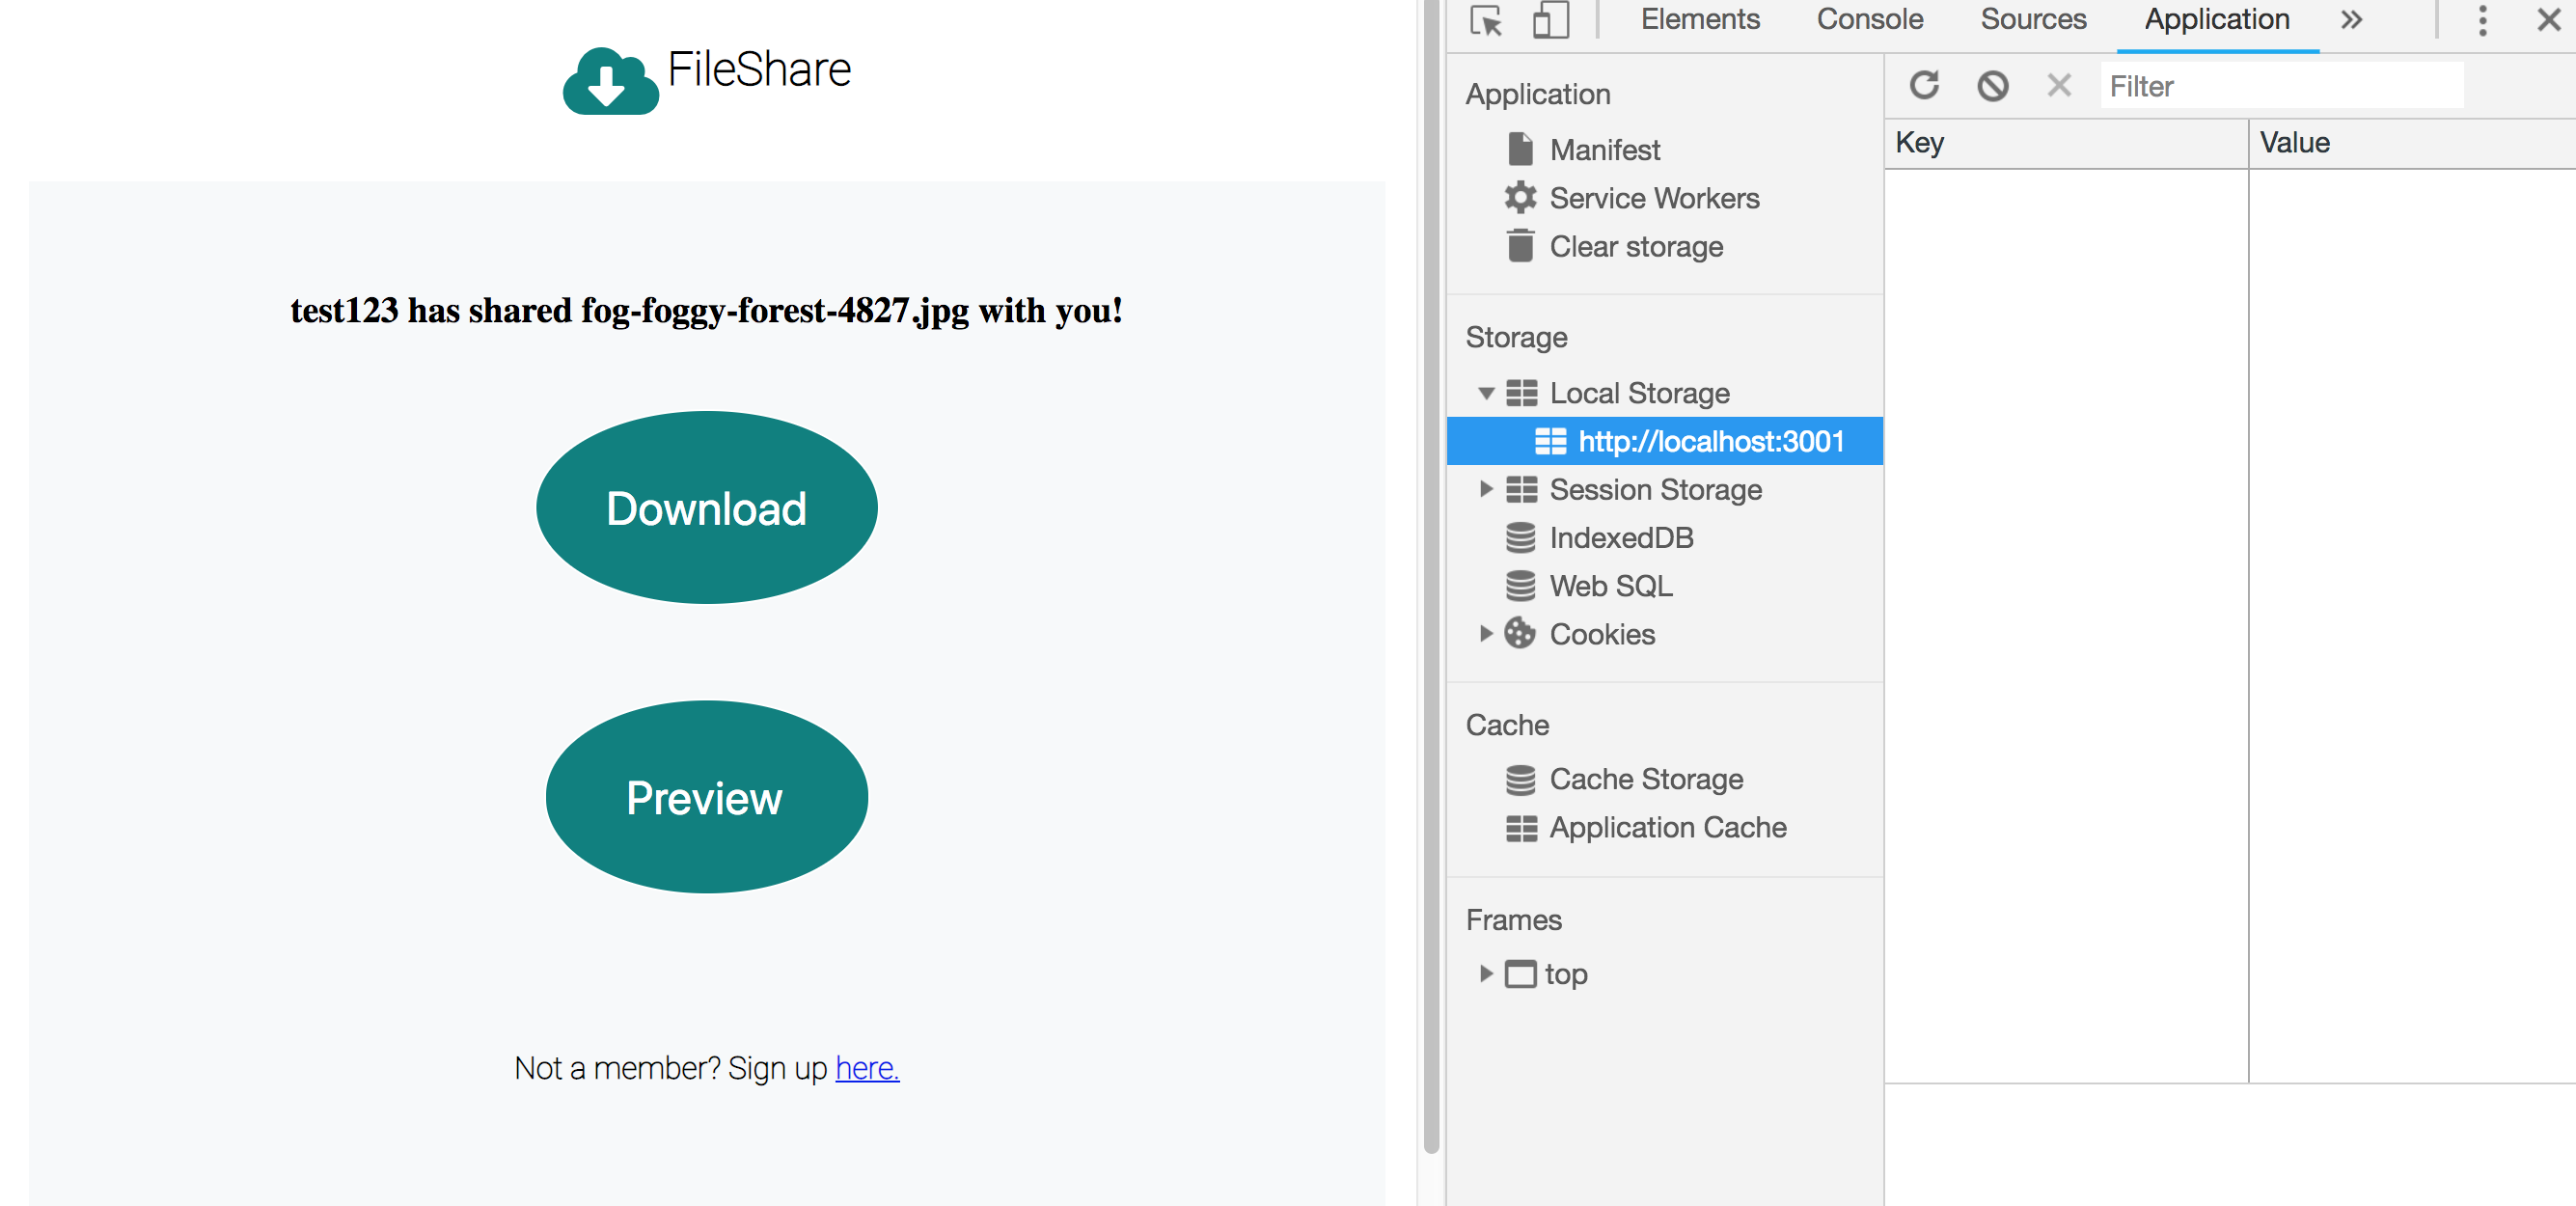 FileShare
test123 has shared fog-foggy-forest-4827.jpg with you!
Download
Preview
Not a member? Sign up here.
Elements Console Sources Application »
Application
Manifest
Service Workers
Clear storage
Storage
Local Storage
http://localhost:3001
Session Storage
IndexedDB
Web SQL
Cookies
Cache
Cache Storage
Application Cache
Frames
top
Filter
Key Value